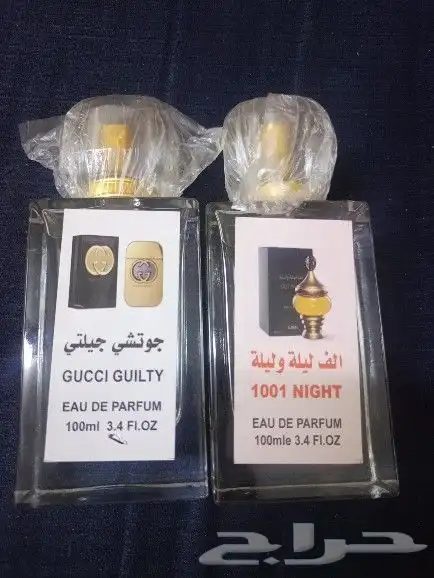 جوتشي جيلتي
GUCCI GUILTY
EAU DE PARFUM
100ml 3.4 Fl.OZ
الف ليلة وليلة
1001 NIGHT
EAU DE PARFUM
100mle 3.4 Fl.OZ
حراج